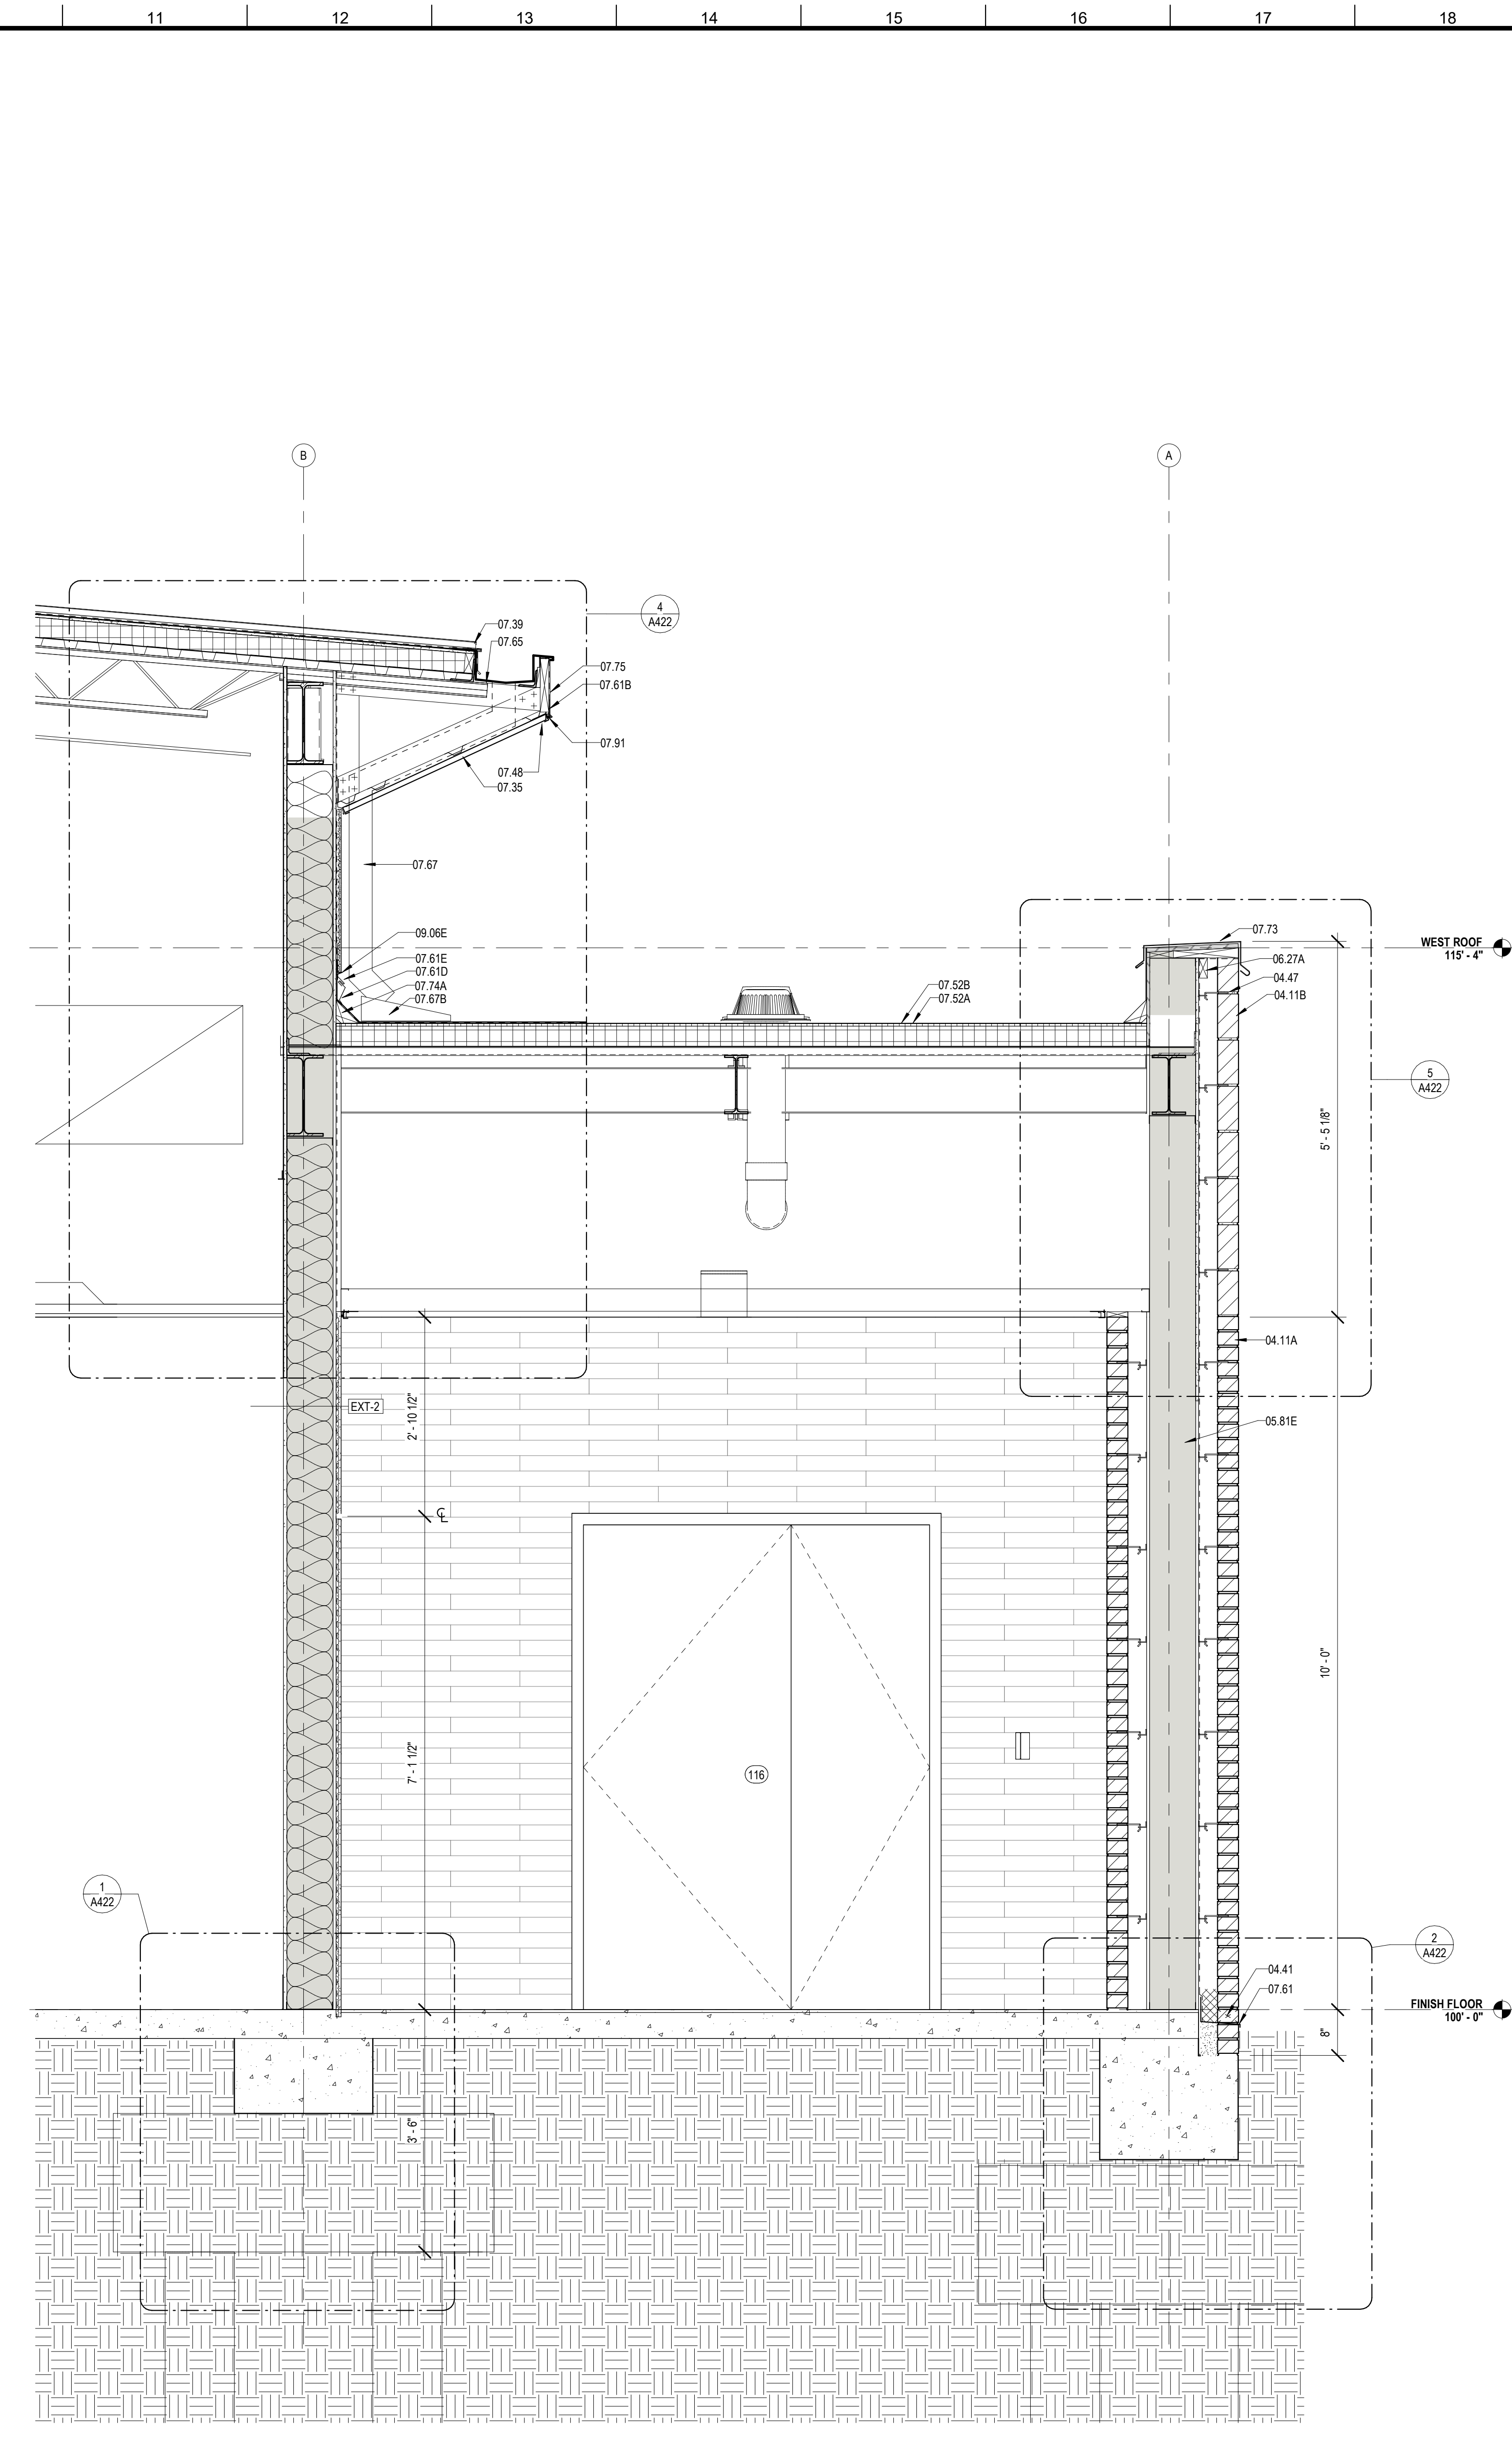 11 12 13 14 15 16 17 18
B A
4
A422
07.39
07.65
07.75
07.61B
07.91
07.48
07.35
07.67
09.06E
07.61E
07.61D
07.74A
07.67B
07.52B
07.52A
07.73
WEST ROOF
115' - 4"
06.27A
04.47
04.11B
5
A422
5' - 5 1/8"
04.11A
EXT-2
2' - 10 1/2"
05.81E
CL
10' - 0"
7' - 1 1/2"
116
1
A422
2
A422
04.41
07.61
FINISH FLOOR
100' - 0"
8"
3' - 6"